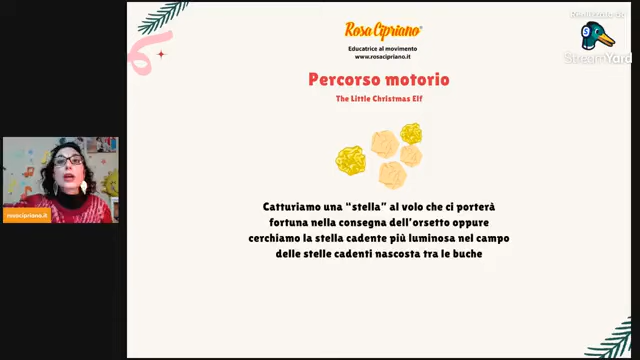 Rosa Cipriano®
Educatrice al movimento
www.rosacipriano.it
Realizzato da
StreamYard
Percorso motorio
The Little Christmas Elf
Catturiamo una “stella” al volo che ci porterà
fortuna nella consegna dell’orsetto oppure
cerchiamo la stella cadente più luminosa nel campo
delle stelle cadenti nascosta tra le buche
rosacipriano.it